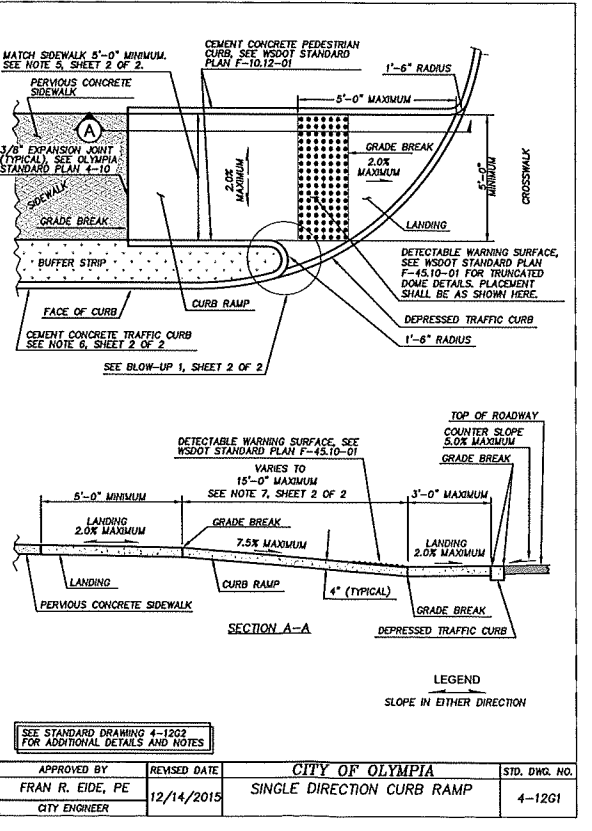 MATCH SIDEWALK 5'-0" MINIMUM.
SEE NOTE 5, SHEET 2 OF 2.
PERVIOUS CONCRETE
SIDEWALK
CEMENT CONCRETE PEDESTRIAN
CURB, SEE WSDOT STANDARD
PLAN F-10.12-01
1'-6" RADIUS
5'-0" MAXIMUM
A
3/8" EXPANSION JOINT
(TYPICAL), SEE OLYMPIA
STANDARD PLAN 4-10
GRADE BREAK
2.0%
MAXIMUM
2.0%
MAXIMUM
5'-0"
MINIMUM
CROSSWALK
SIDEWALK
GRADE BREAK
LANDING
BUFFER STRIP
DETECTABLE WARNING SURFACE,
SEE WSDOT STANDARD PLAN
F-45.10-01 FOR TRUNCATED
DOME DETAILS. PLACEMENT
SHALL BE AS SHOWN HERE.
CURB RAMP
FACE OF CURB
DEPRESSED TRAFFIC CURB
CEMENT CONCRETE TRAFFIC CURB
SEE NOTE 6, SHEET 2 OF 2
1'-6" RADIUS
SEE BLOW-UP 1, SHEET 2 OF 2
TOP OF ROADWAY
COUNTER SLOPE
5.0% MAXIMUM
GRADE BREAK
DETECTABLE WARNING SURFACE, SEE
WSDOT STANDARD PLAN F-45.10-01
VARIES TO
15'-0" MAXIMUM
SEE NOTE 7, SHEET 2 OF 2
5'-0" MINIMUM
3'-0" MAXIMUM
LANDING
2.0% MAXIMUM
GRADE BREAK
7.5% MAXIMUM
LANDING
2.0% MAXIMUM
LANDING
CURB RAMP
4" (TYPICAL)
PERVIOUS CONCRETE SIDEWALK
GRADE BREAK
SECTION A-A
DEPRESSED TRAFFIC CURB
LEGEND
SLOPE IN EITHER DIRECTION
SEE STANDARD DRAWING 4-12G2
FOR ADDITIONAL DETAILS AND NOTES
APPROVED BY
FRAN R. EIDE, PE
CITY ENGINEER
REVISED DATE
12/14/2015
CITY OF OLYMPIA
SINGLE DIRECTION CURB RAMP
STD. DWG. NO.
4-12G1